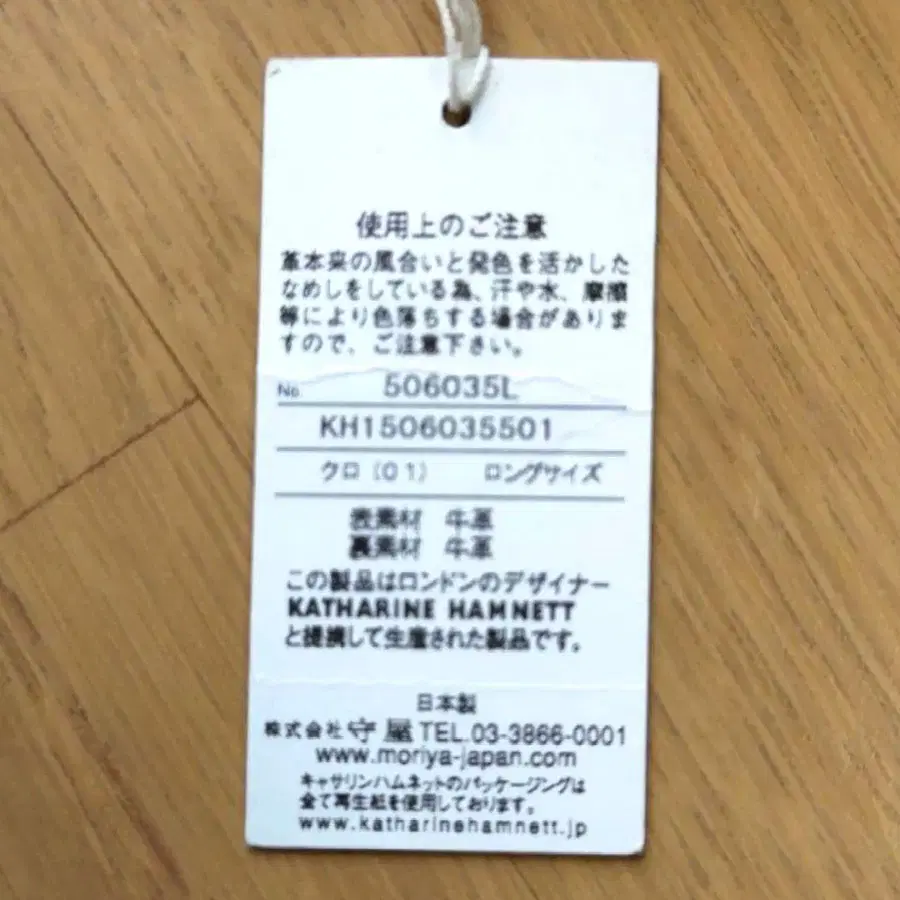 使用上のご注意
革本来の風合いと発色を活かした
なめしをしている為、汗や水、摩擦
等により色落ちする場合がありま
すので、ご注意下さい。
No. 506035L
KH1506035501
クロ(01) ロングサイズ
表素材 牛革
裏素材 牛革
この製品はロンドンのデザイナー
KATHARINE HAMNETT
と提携して生産された製品です。
日本製
株式会社守屋TEL.03-3866-0001
www.moriya-japan.com
キャサリンハムネットのパッケージングは
全て再生紙を使用しております。
www.katharinehamnett.jp